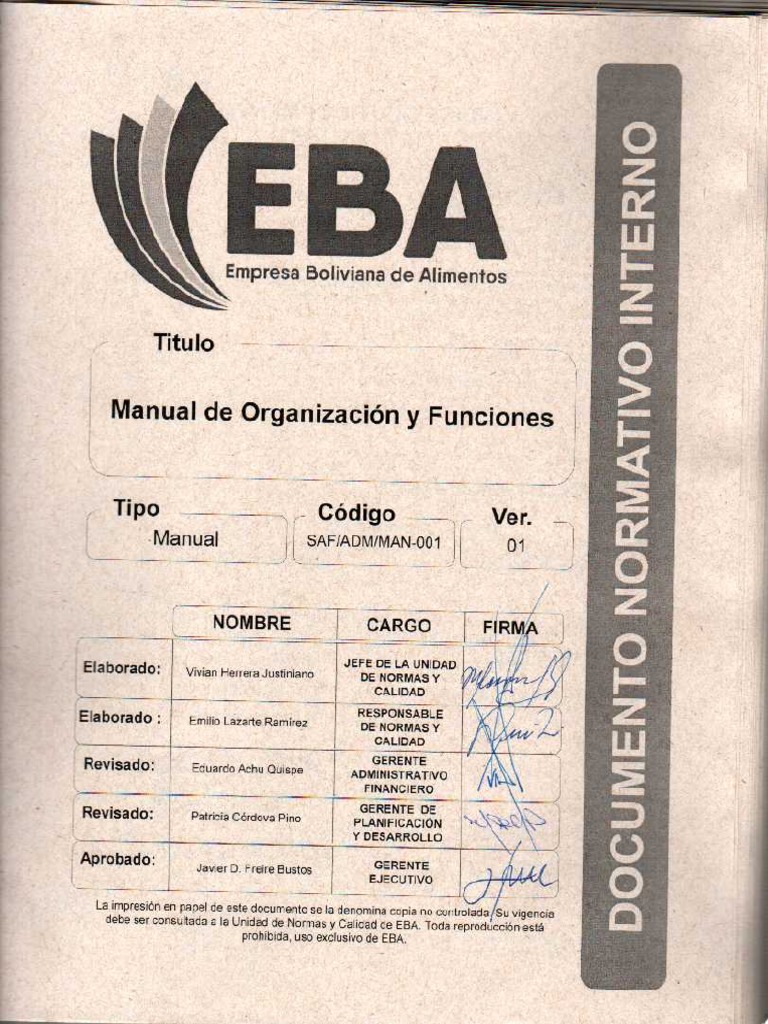 EBA
Empresa Boliviana de Alimentos
DOCUMENTO NORMATIVO INTERNO
Titulo
Manual de Organización y Funciones
Tipo
Manual
Código
SAF/ADM/MAN-001
Ver.
01
NOMBRE CARGO FIRMA
Elaborado: Vivian Herrera Justiniano JEFE DE LA UNIDAD
DE NORMAS Y
CALIDAD
Elaborado : Emilio Lazarte Ramirez RESPONSABLE
DE NORMAS Y
CALIDAD
Revisado: Eduardo Achu Quispe GERENTE
ADMINISTRATIVO
FINANCIERO
Revisado: Patricia Córdova Pino GERENTE DE
PLANIFICACIÓN
Y DESARROLLO
Aprobado: Javier D. Freire Bustos GERENTE
EJECUTIVO
La impresión en papel de este documento se la denomina copia no controlada. Su vigencia
debe ser consultada a la Unidad de Normas y Calidad de EBA. Toda reproducción está
prohibida, uso exclusivo de EBA.